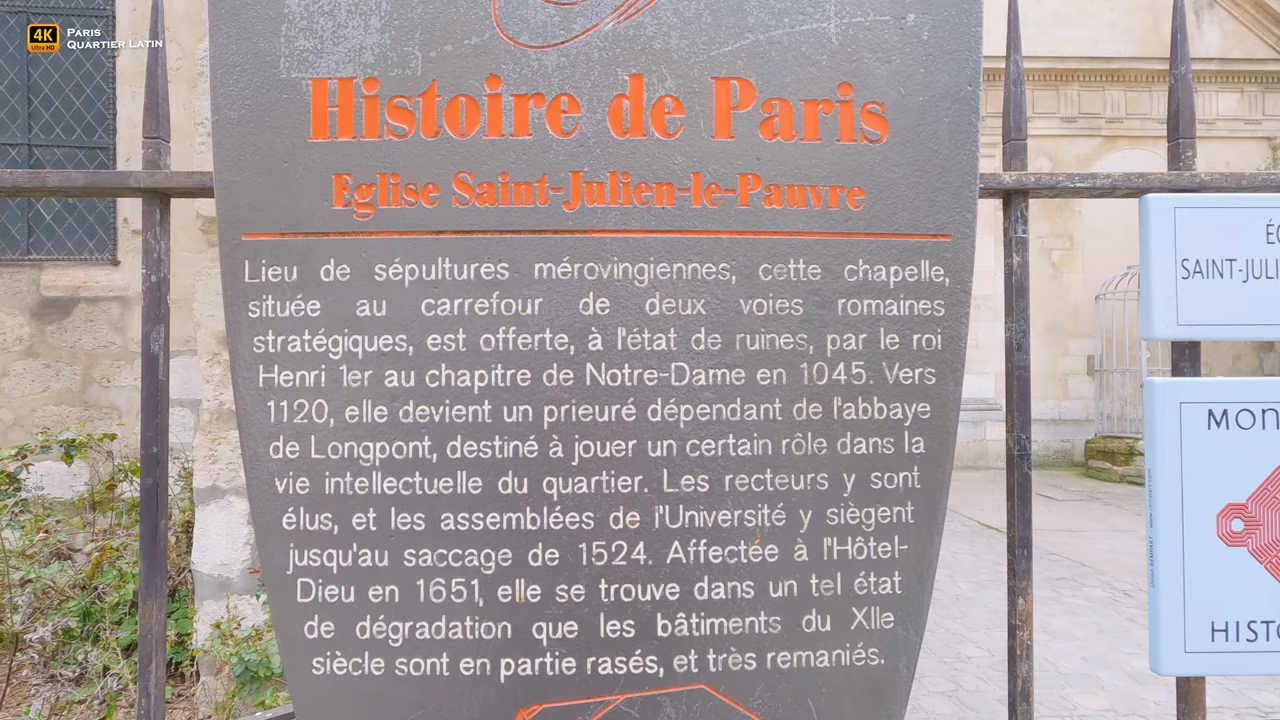 4K
Ultra HD
PARIS
QUARTIER LATIN
Histoire de Paris
Eglise Saint-Julien-le-Pauvre
Lieu de sépultures mérovingiennes, cette chapelle,
située au carrefour de deux voies romaines
stratégiques, est offerte, à l'état de ruines, par le roi
Henri 1er au chapitre de Notre-Dame en 1045. Vers
1120, elle devient un prieuré dépendant de l'abbaye
de Longpont, destiné à jouer un certain rôle dans la
vie intellectuelle du quartier. Les recteurs y sont
élus, et les assemblées de l'Université y siègent
jusqu'au saccage de 1524. Affectée à l'Hôtel-
Dieu en 1651, elle se trouve dans un tel état
de dégradation que les bâtiments du XIIe
siècle sont en partie rasés, et très remaniés.
ÉG
SAINT-JULI
MON
HISTO